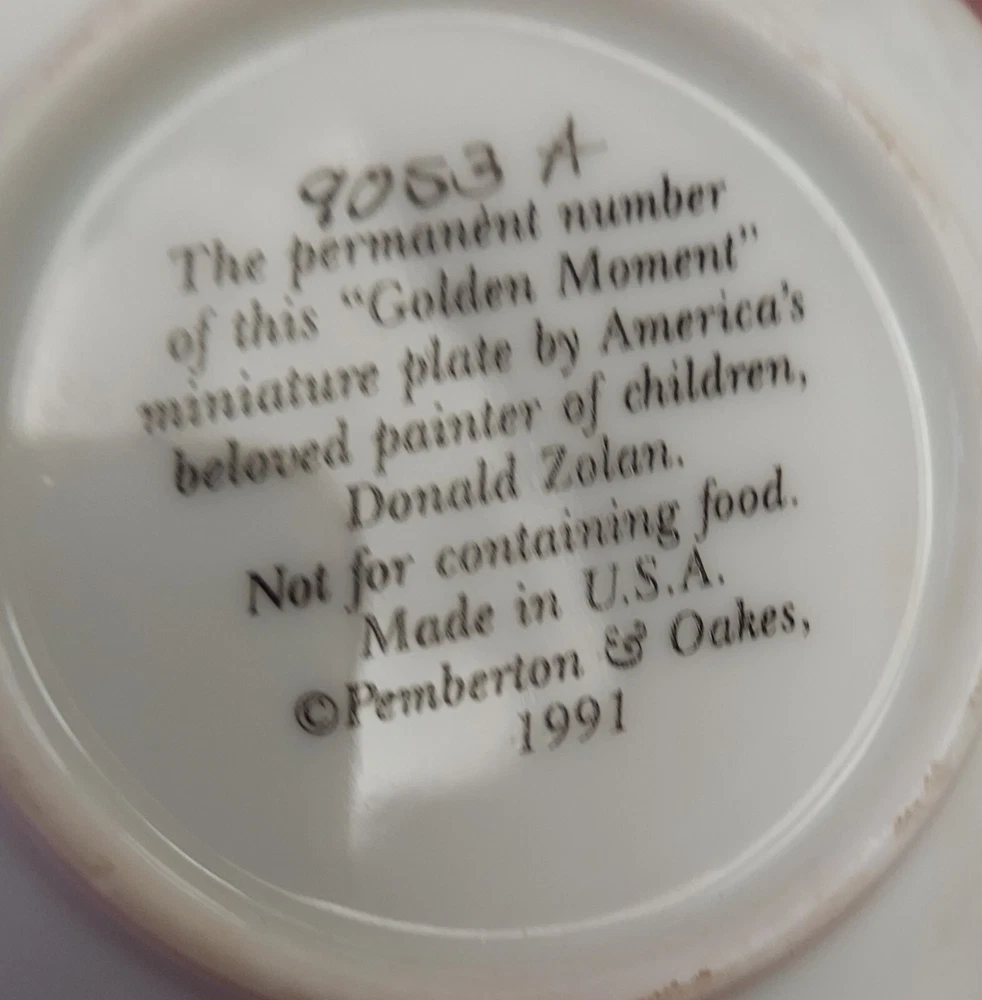 9053 A
The permanent number
of this “Golden Moment”
miniature plate by America's
beloved painter of children,
Donald Zolan.
Not for containing food.
Made in U.S.A.
©Pemberton & Oakes,
1991